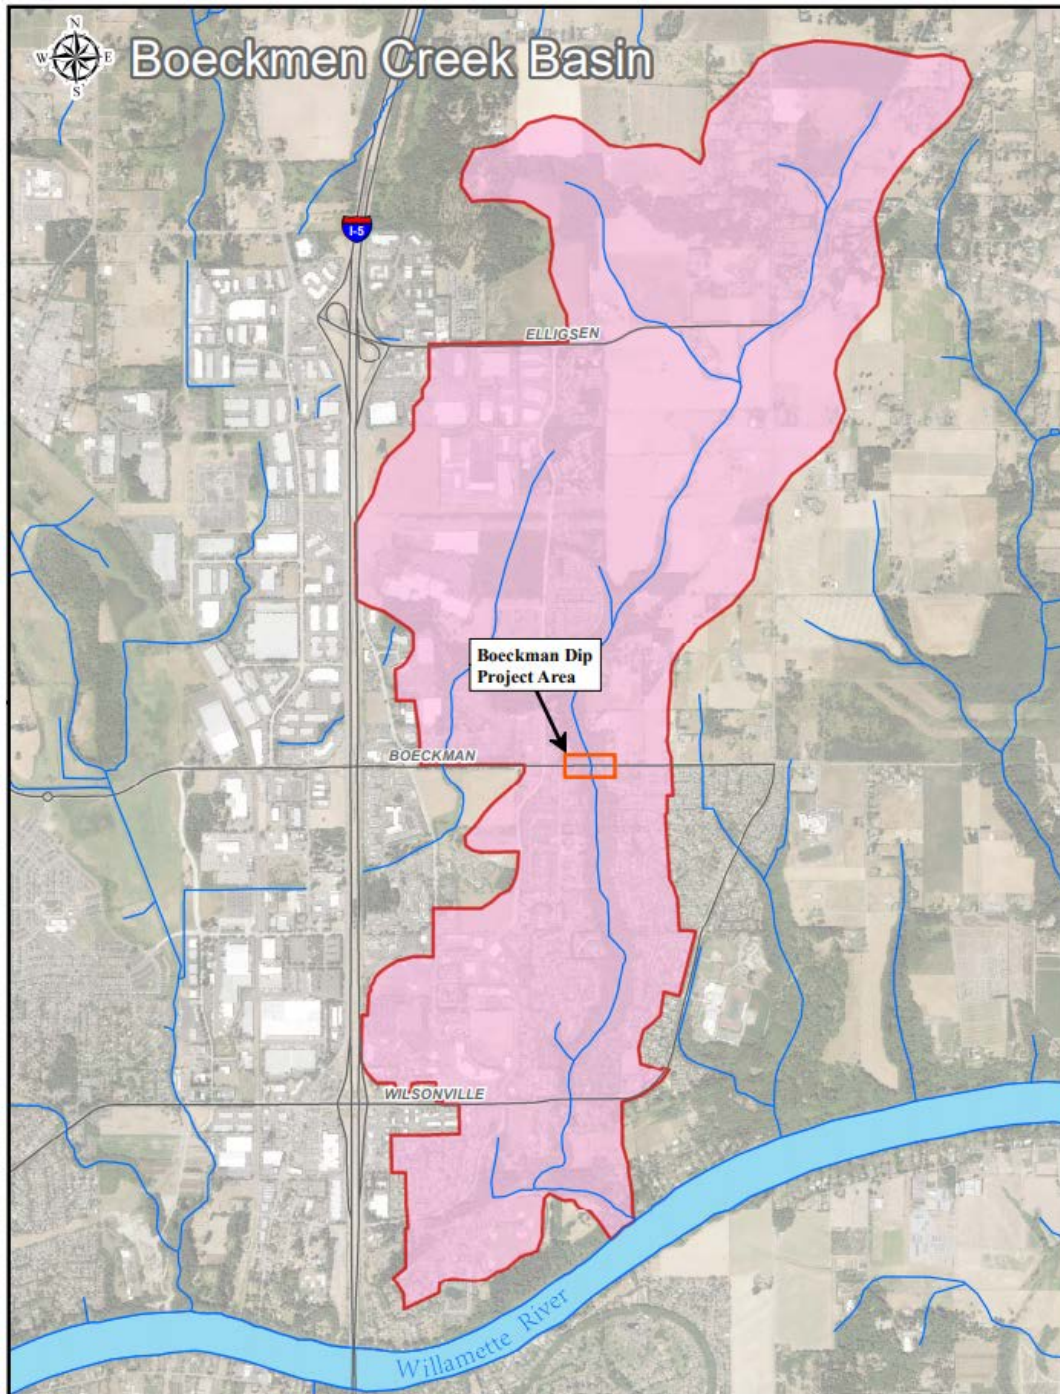 N
W
E
S
Boeckmen Creek Basin
I-5
ELLIGSEN
Boeckman Dip
Project Area
BOECKMAN
WILSONVILLE
Willamette River